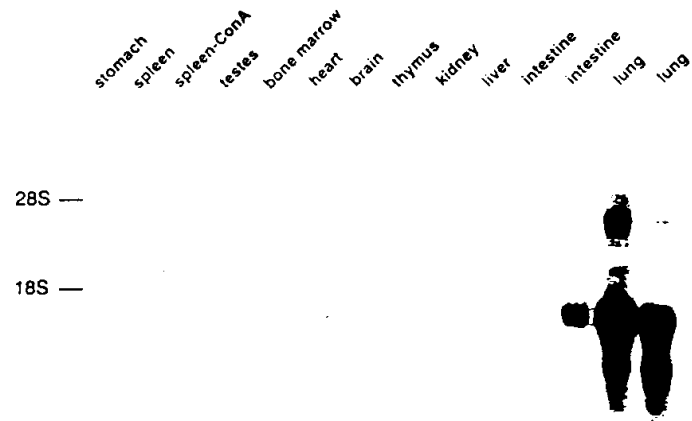 stomach
spleen
spleen-ConA
testes
bone marrow
heart
brain
thymus
kidney
liver
intestine
intestine
lung
lung
28S
18S